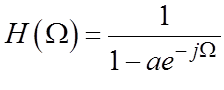 H(Ω) = 1 / (1 − ae^{−jΩ})